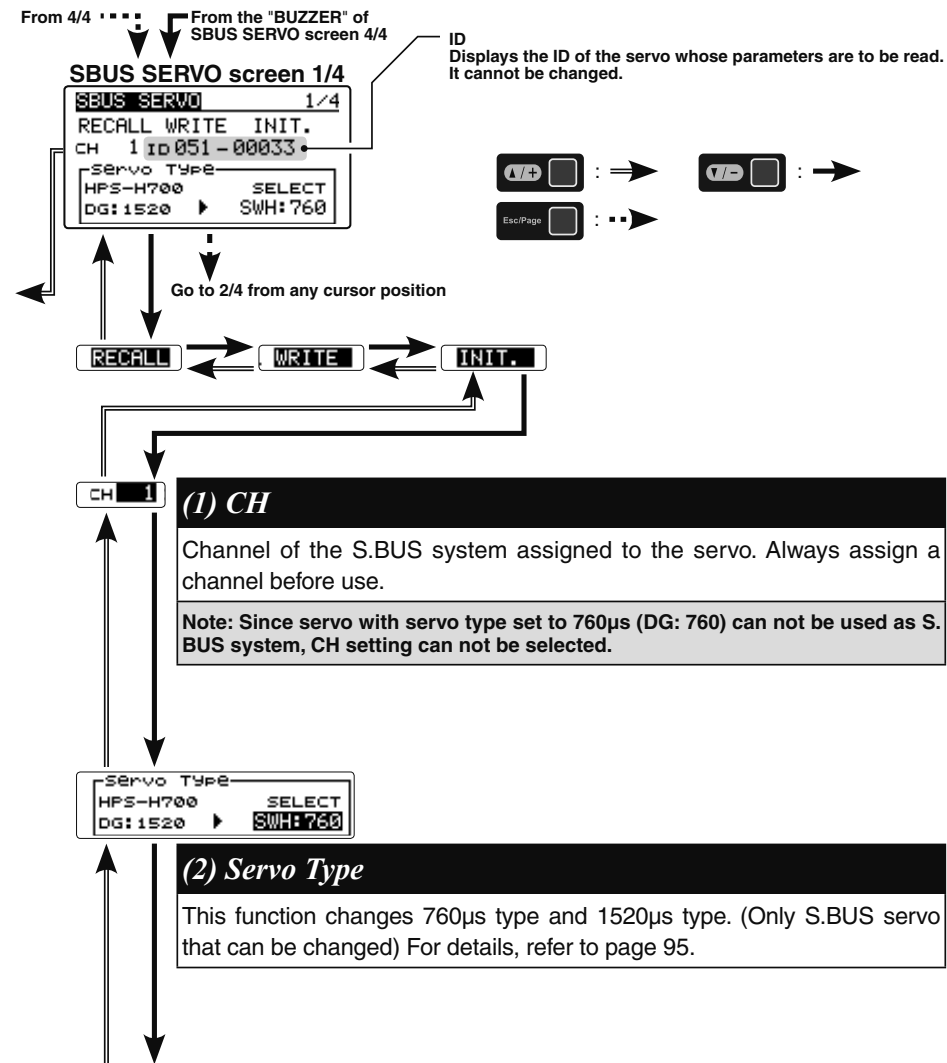 From 4/4
From the "BUZZER" of
SBUS SERVO screen 4/4
ID
Displays the ID of the servo whose parameters are to be read.
It cannot be changed.
SBUS SERVO screen 1/4
SBUS SERVO 1/4
RECALL WRITE INIT.
CH 1 ID 051-00033
Servo Type
HPS-H700 SELECT
DG:1520 ▶ SWH:760
▲/+ :
▼/- :
Esc/Page :
Go to 2/4 from any cursor position
RECALL
WRITE
INIT.
CH 1
(1) CH
Channel of the S.BUS system assigned to the servo. Always assign a
channel before use.
Note: Since servo with servo type set to 760μs (DG: 760) can not be used as S.
BUS system, CH setting can not be selected.
Servo Type
HPS-H700 SELECT
DG:1520 ▶ SWH:760
(2) Servo Type
This function changes 760μs type and 1520μs type. (Only S.BUS servo
that can be changed) For details, refer to page 95.